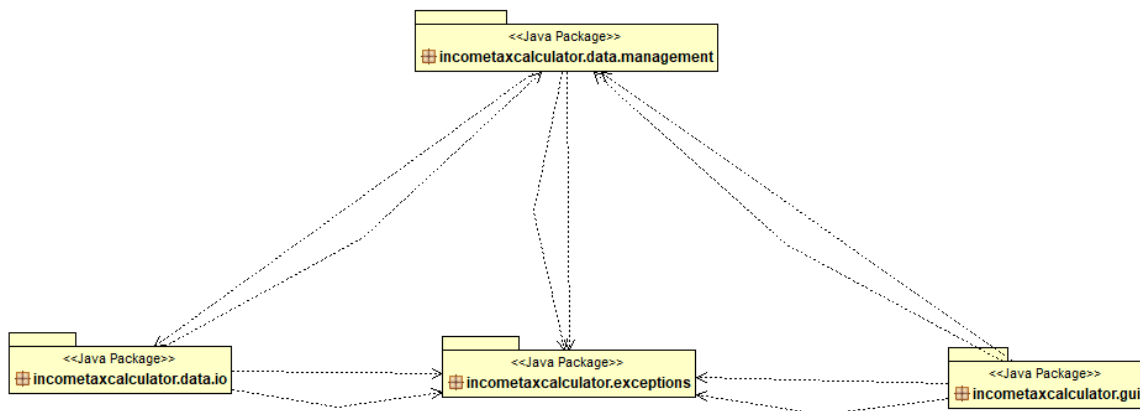 <<Java Package>>
incometaxcalculator.data.management
<<Java Package>>
incometaxcalculator.data.io
<<Java Package>>
incometaxcalculator.exceptions
<<Java Package>>
incometaxcalculator.gui